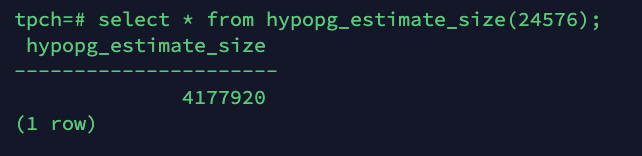 tpch=# select * from hypopg_estimate_size(24576);
hypopg_estimate_size
----------------------
4177920
(1 row)